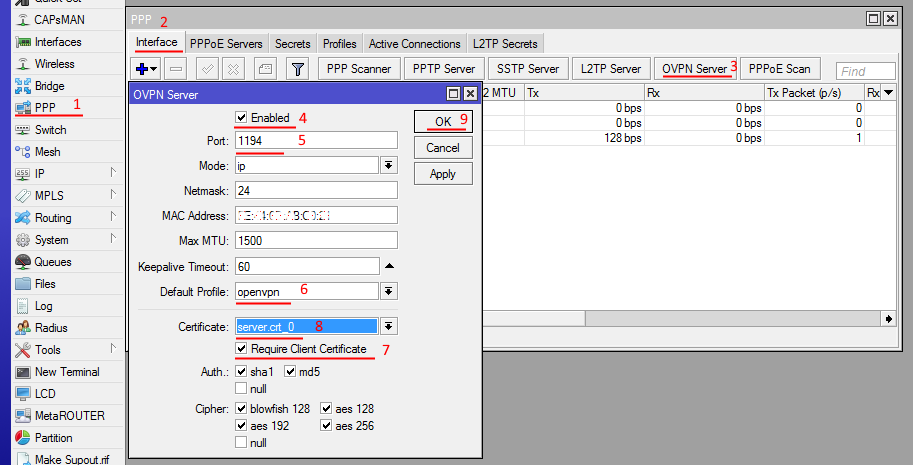 Quick Set
CAPsMAN
Interfaces
Wireless
Bridge
PPP 1
Switch
Mesh
IP
MPLS
Routing
System
Queues
Files
Log
Radius
Tools
New Terminal
LCD
MetaROUTER
Partition
Make Supout.rif
PPP 2
Interface PPPoE Servers Secrets Profiles Active Connections L2TP Secrets
PPP Scanner PPTP Server SSTP Server L2TP Server OVPN Server 3 PPPoE Scan Find
2 MTU Tx Rx Tx Packet (p/s) Rx
0 bps 0 bps 0
0 bps 0 bps 0
128 bps 0 bps 1
OVPN Server
Enabled 4
OK 9
Port: 1194 5
Cancel
Mode: ip
Apply
Netmask: 24
MAC Address:
Max MTU: 1500
Keepalive Timeout: 60
Default Profile: openvpn 6
Certificate: server.crt_0 8
Require Client Certificate 7
Auth.: sha1 md5
null
Cipher: blowfish 128 aes 128
aes 192 aes 256
null